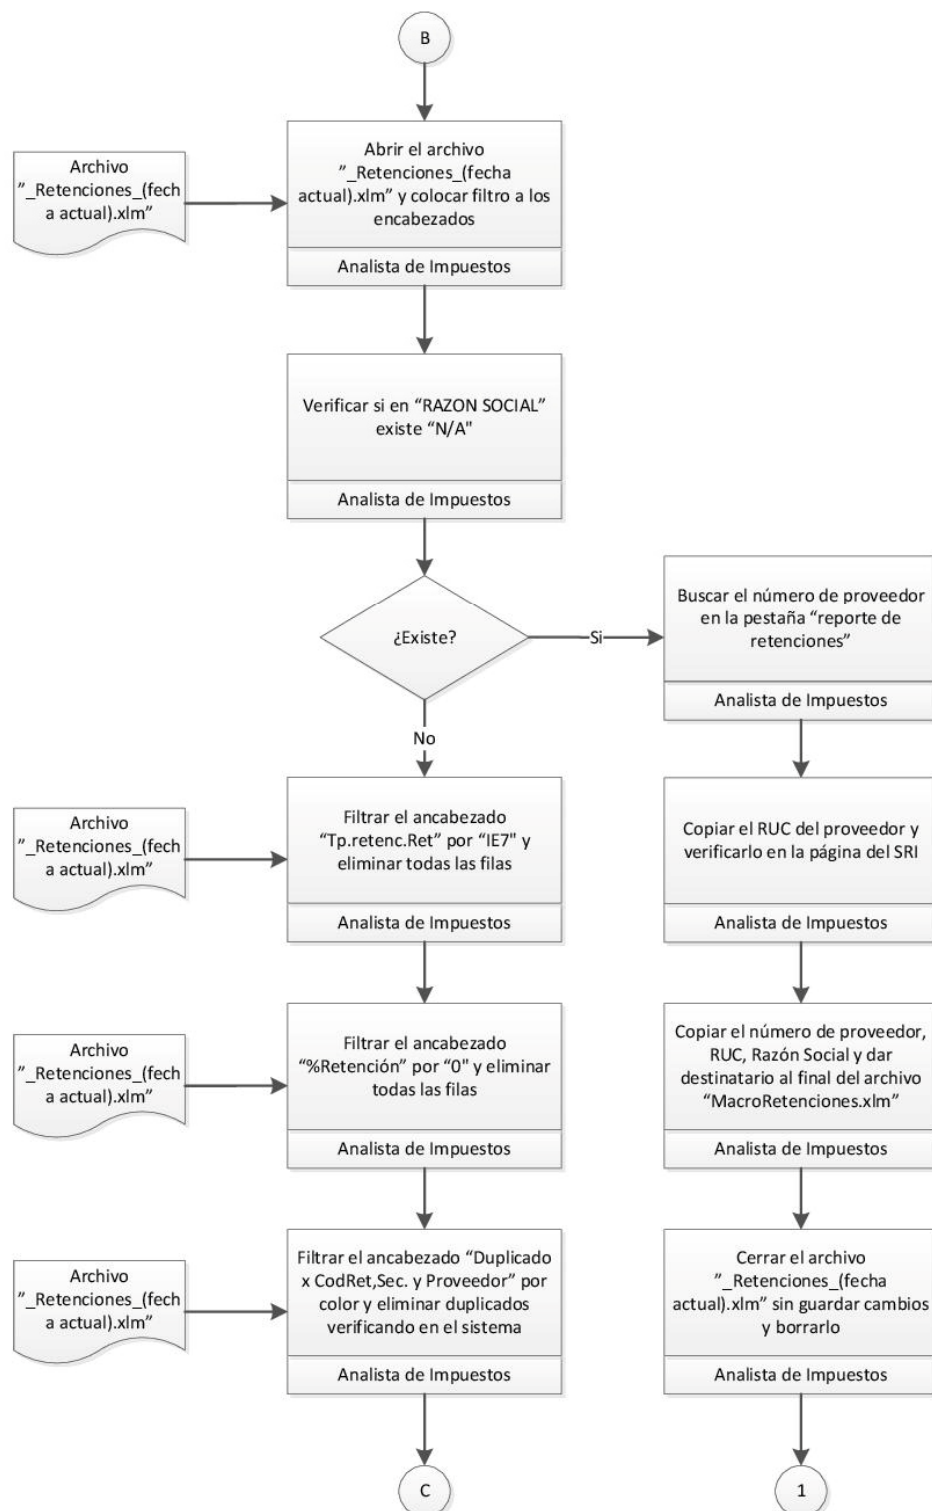 B
Archivo
”_Retenciones_(fech
a actual).xlm”
Abrir el archivo
”_Retenciones_(fecha
actual).xlm” y colocar filtro a los
encabezados
Analista de Impuestos
Verificar si en “RAZON SOCIAL”
existe “N/A"
Analista de Impuestos
¿Existe?
Si
Buscar el número de proveedor
en la pestaña “reporte de
retenciones”
Analista de Impuestos
No
Archivo
”_Retenciones_(fech
a actual).xlm”
Filtrar el ancabezado
“Tp.retenc.Ret” por “IE7" y
eliminar todas las filas
Analista de Impuestos
Copiar el RUC del proveedor y
verificarlo en la página del SRI
Analista de Impuestos
Archivo
”_Retenciones_(fech
a actual).xlm”
Filtrar el ancabezado
“%Retención” por “0" y eliminar
todas las filas
Analista de Impuestos
Copiar el número de proveedor,
RUC, Razón Social y dar
destinatario al final del archivo
“MacroRetenciones.xlm”
Analista de Impuestos
Archivo
”_Retenciones_(fech
a actual).xlm”
Filtrar el ancabezado “Duplicado
x CodRet,Sec. y Proveedor” por
color y eliminar duplicados
verificando en el sistema
Analista de Impuestos
Cerrar el archivo
”_Retenciones_(fecha
actual).xlm” sin guardar cambios
y borrarlo
Analista de Impuestos
C
1